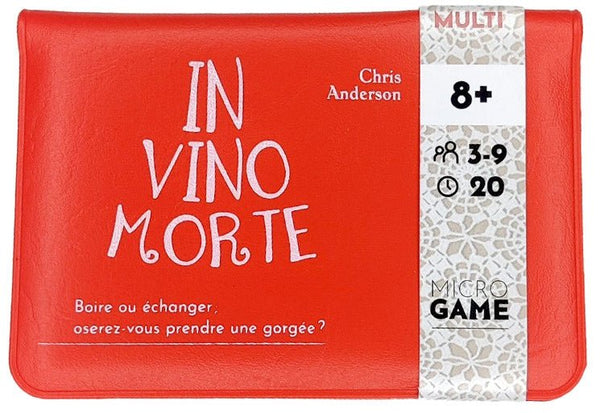 IN
VINO
MORTE
Chris
Anderson
Boire ou échanger,
oserez-vous prendre une gorgée ?
MULTI
8+
3-9
20
MICRO
GAME